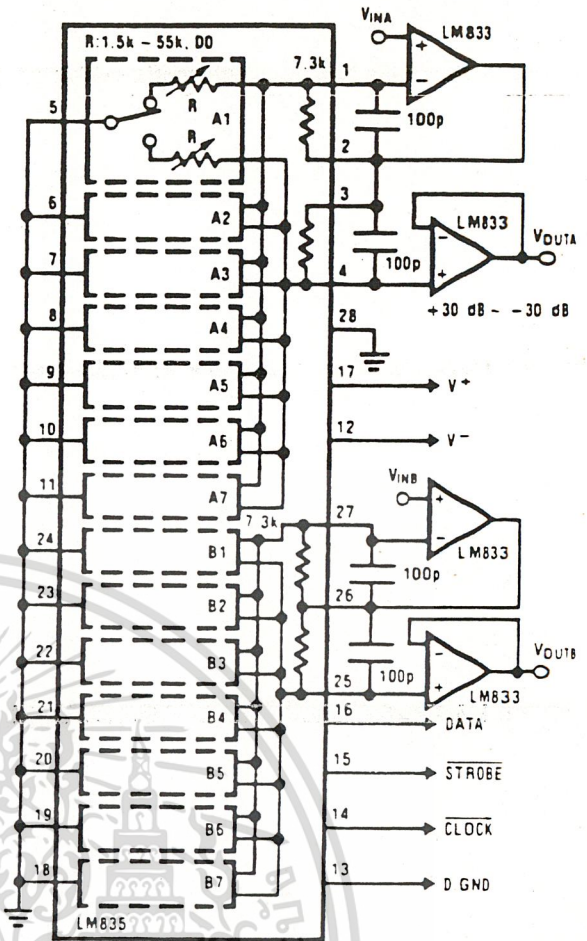 R:1.5k – 55k, D0
VINA
LM833
+
−
7.3k
1
100p
2
5
R
A1
R
3
6
A2
LM833
−
+
VOUTA
4
100p
+30 dB ~ −30 dB
7
A3
8
A4
28
9
A5
17
V+
10
A6
12
V−
11
A7
VINB
7.3k
27
+
−
LM833
24
B1
100p
26
23
B2
−
+
VOUTB
22
B3
25
100p
LM833
16
DATA
21
B4
15
STROBE
20
B5
19
B6
14
CLOCK
18
B7
13
D GND
LM835